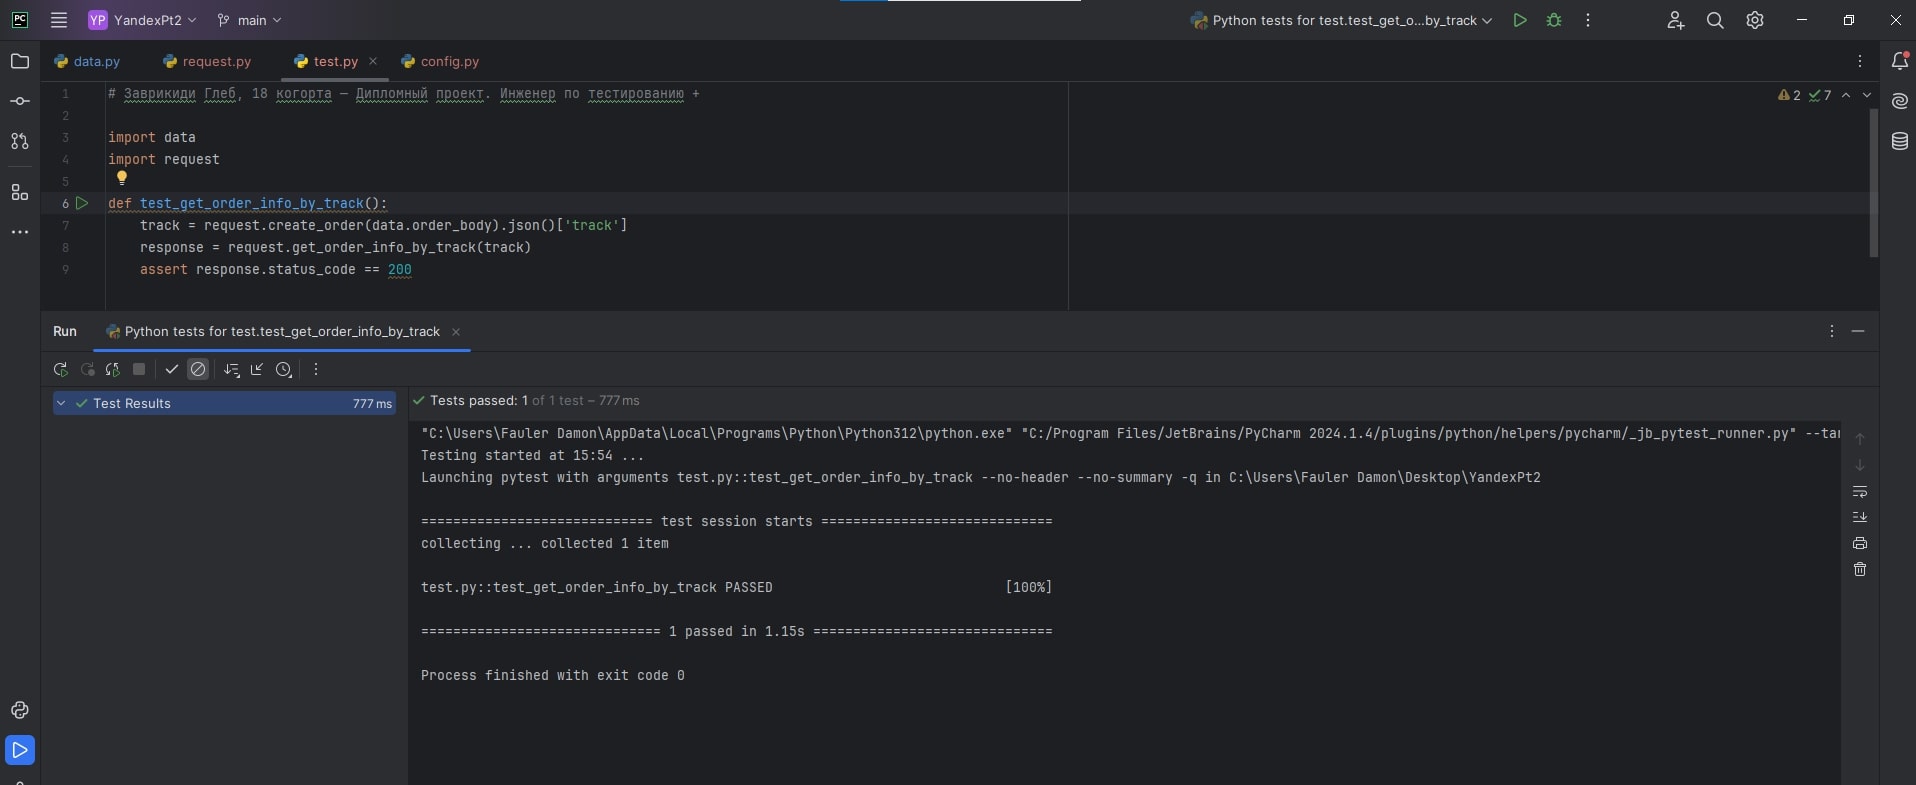 PC YP YandexPt2 main Python tests for test.test_get_o...by_track
data.py request.py test.py config.py
1 # Заврикиди Глеб, 18 когорта — Дипломный проект. Инженер по тестированию + 2 7
2
3 import data
4 import request
5
6 def test_get_order_info_by_track():
7 track = request.create_order(data.order_body).json()['track']
8 response = request.get_order_info_by_track(track)
9 assert response.status_code == 200
Run Python tests for test.test_get_order_info_by_track
Test Results 777 ms
Tests passed: 1 of 1 test – 777 ms
"C:\Users\Fauler Damon\AppData\Local\Programs\Python\Python312\python.exe" "C:/Program Files/JetBrains/PyCharm 2024.1.4/plugins/python/helpers/pycharm/_jb_pytest_runner.py" --tar
Testing started at 15:54 ...
Launching pytest with arguments test.py::test_get_order_info_by_track --no-header --no-summary -q in C:\Users\Fauler Damon\Desktop\YandexPt2
============================= test session starts =============================
collecting ... collected 1 item
test.py::test_get_order_info_by_track PASSED [100%]
============================== 1 passed in 1.15s ==============================
Process finished with exit code 0